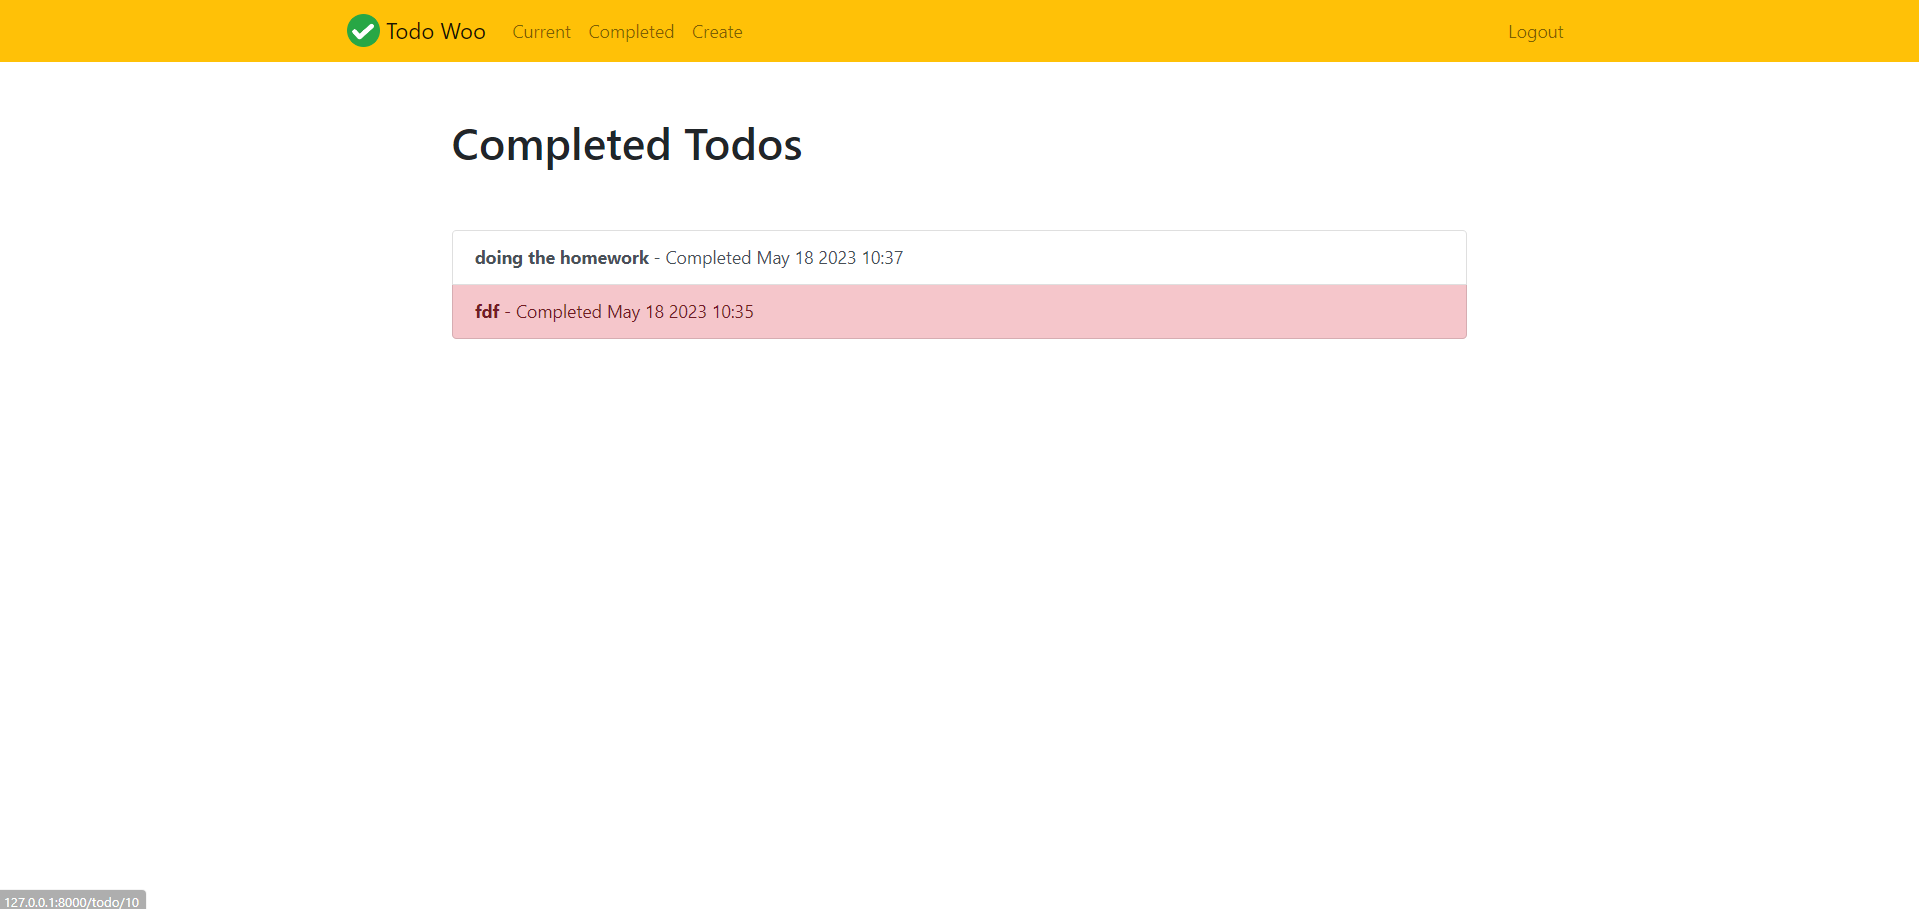 Todo Woo Current Completed Create Logout
Completed Todos
doing the homework - Completed May 18 2023 10:37
fdf - Completed May 18 2023 10:35
127.0.0.1:8000/todo/10